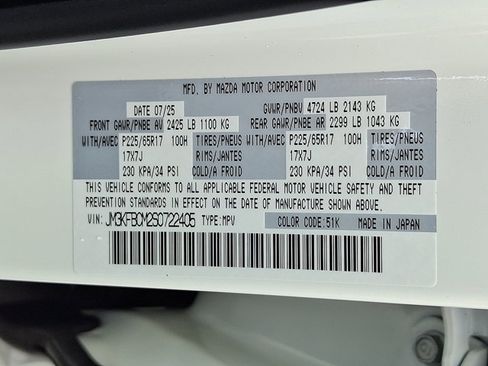 MFD. BY MAZDA MOTOR CORPORATION
DATE 07/25 GVWR/PNBV 4724 LB 2143 KG
FRONT GAWR/PNBE AV 2425 LB 1100 KG REAR GAWR/PNBE AR 2299 LB 1043 KG
WITH/AVEC P225/65R17 100H TIRES/PNEUS WITH/AVEC P225/65R17 100H TIRES/PNEUS
17X7J RIMS/JANTES 17X7J RIMS/JANTES
230 KPA/34 PSI COLD/A FROID 230 KPA/34 PSI COLD/A FROID
THIS VEHICLE CONFORMS TO ALL APPLICABLE FEDERAL MOTOR VEHICLE SAFETY AND THEFT
PREVENTION STANDARDS IN EFFECT ON THE DATE OF MANUFACTURE SHOWN ABOVE.
VIN: JM3KFBCM2S0722405 TYPE: MPV COLOR CODE: 51K MADE IN JAPAN